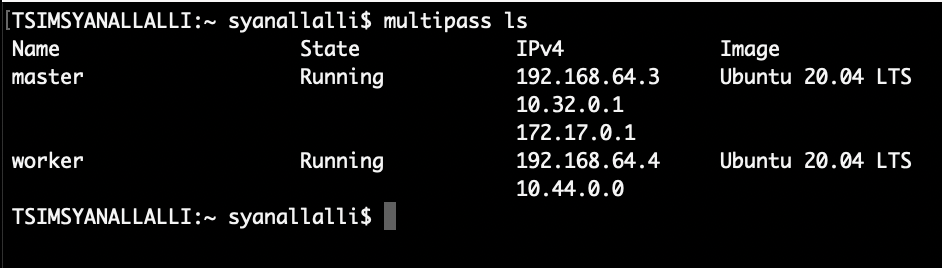 [TSIMSYANALLALLI:~ syanallalli$ multipass ls
Name State IPv4 Image
master Running 192.168.64.3 Ubuntu 20.04 LTS
10.32.0.1
172.17.0.1
worker Running 192.168.64.4 Ubuntu 20.04 LTS
10.44.0.0
TSIMSYANALLALLI:~ syanallalli$